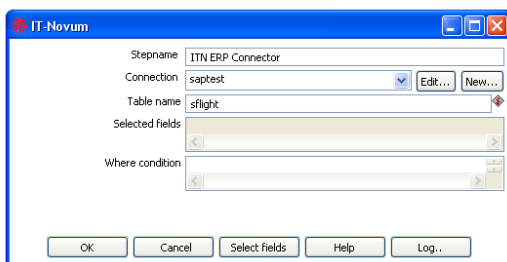 IT-Novum
Stepname ITN ERP Connector
Connection saptest Edit... New...
Table name sflight
Selected fields
Where condition
OK Cancel Select fields Help Log..